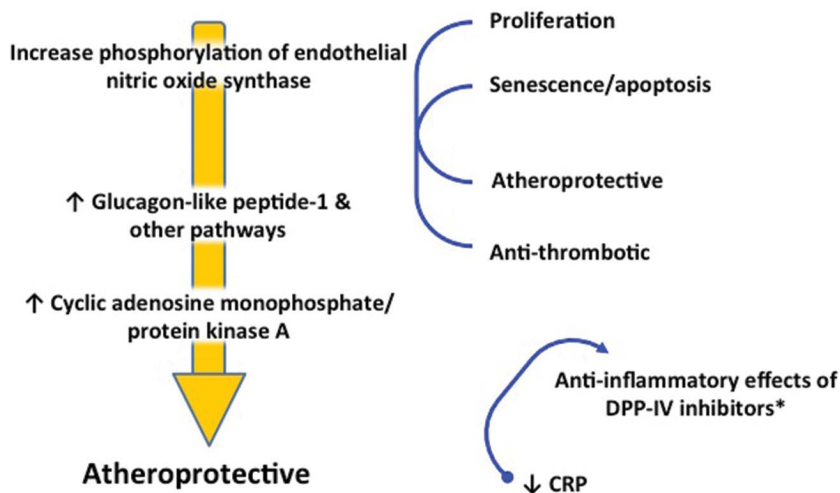 Increase phosphorylation of endothelial
nitric oxide synthase
↑ Glucagon-like peptide-1 &
other pathways
↑ Cyclic adenosine monophosphate/
protein kinase A
Atheroprotective
Proliferation
Senescence/apoptosis
Atheroprotective
Anti-thrombotic
Anti-inflammatory effects of
DPP-IV inhibitors*
↓ CRP